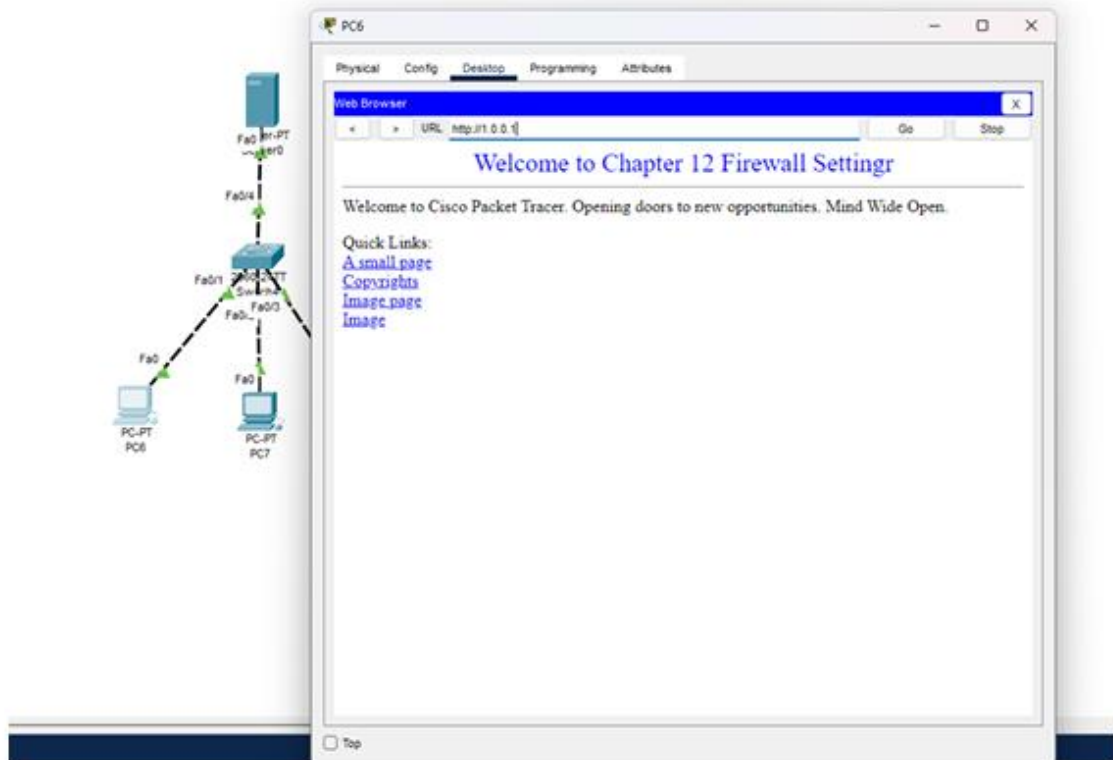 PC6
Physical Config Desktop Programming Attributes
Web Browser
X
< > URL http://1.0.0.1 Go Stop
Welcome to Chapter 12 Firewall Settingr
Welcome to Cisco Packet Tracer. Opening doors to new opportunities. Mind Wide Open.
Quick Links:
A small page
Copyrights
Image page
Image
Top
Fa0
Fa0/4
Fa0/1
Fa0/3
Fa0
Fa0
PC-PT
PC6
PC-PT
PC7